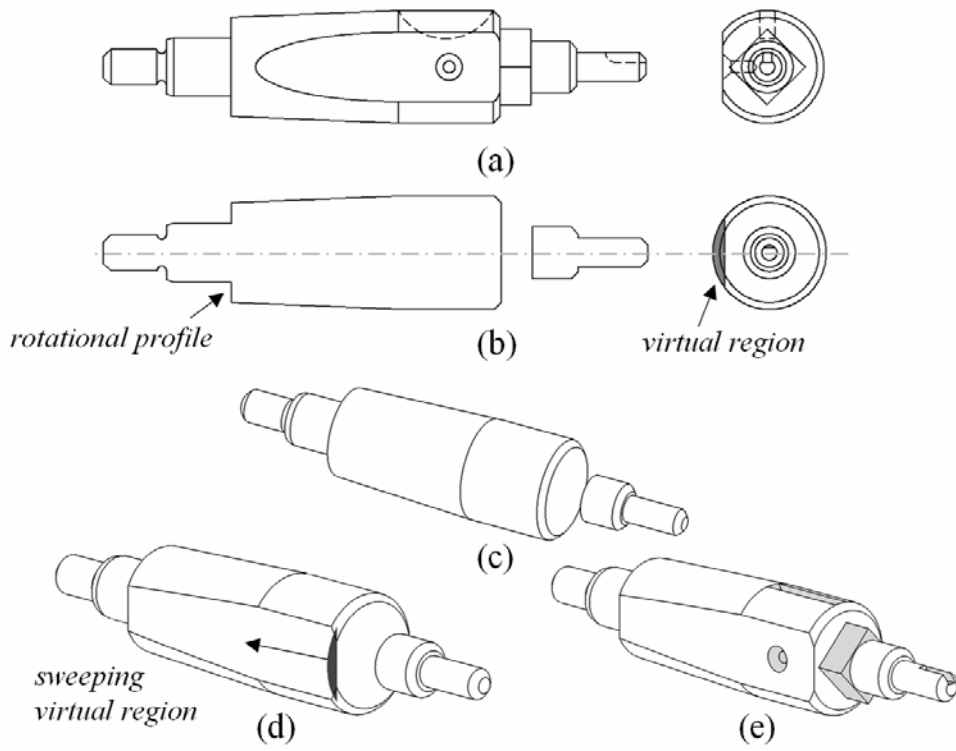 (a)
rotational profile
(b)
virtual region
(c)
sweeping
virtual region
(d)
(e)